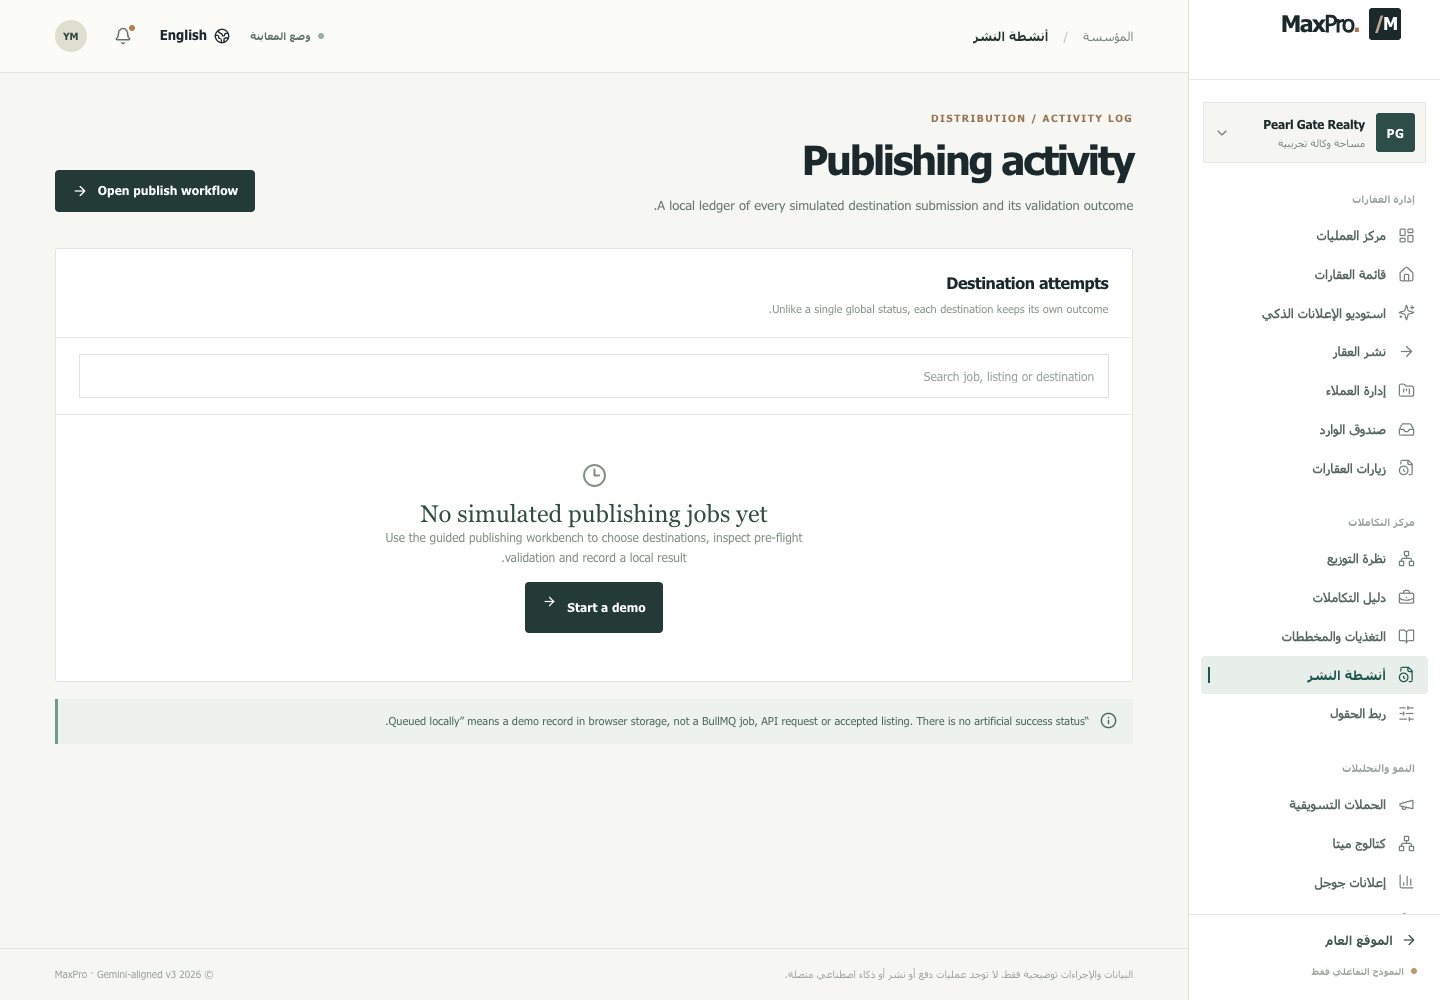 MaxPro.
/M
Pearl Gate Realty
PG
مساحة وكالة تجريبية
إدارة العقارات
مركز العمليات
قائمة العقارات
استوديو الإعلانات الذكي
نشر العقار
إدارة العملاء
صندوق الوارد
زيارات العقارات
مركز التكاملات
نظرة التوزيع
دليل التكاملات
التغذيات والمخططات
أنشطة النشر
ربط الحقول
النمو والتحليلات
الحملات التسويقية
كتالوج ميتا
إعلانات جوجل
الموقع العام
النموذج التفاعلي فقط
المؤسسة / أنشطة النشر
وضع المعاينة
English
YM
DISTRIBUTION / ACTIVITY LOG
Publishing activity
A local ledger of every simulated destination submission and its validation outcome.
Open publish workflow
Destination attempts
Unlike a single global status, each destination keeps its own outcome.
Search job, listing or destination
No simulated publishing jobs yet
Use the guided publishing workbench to choose destinations, inspect pre-flight
validation and record a local result.
Start a demo
“Queued locally” means a demo record in browser storage, not a BullMQ job, API request or accepted listing. There is no artificial success status.
البيانات والإجراءات توضيحية فقط. لا توجد عمليات دفع أو نشر أو ذكاء اصطناعي متصلة.
© 2026 MaxPro · Gemini-aligned v3